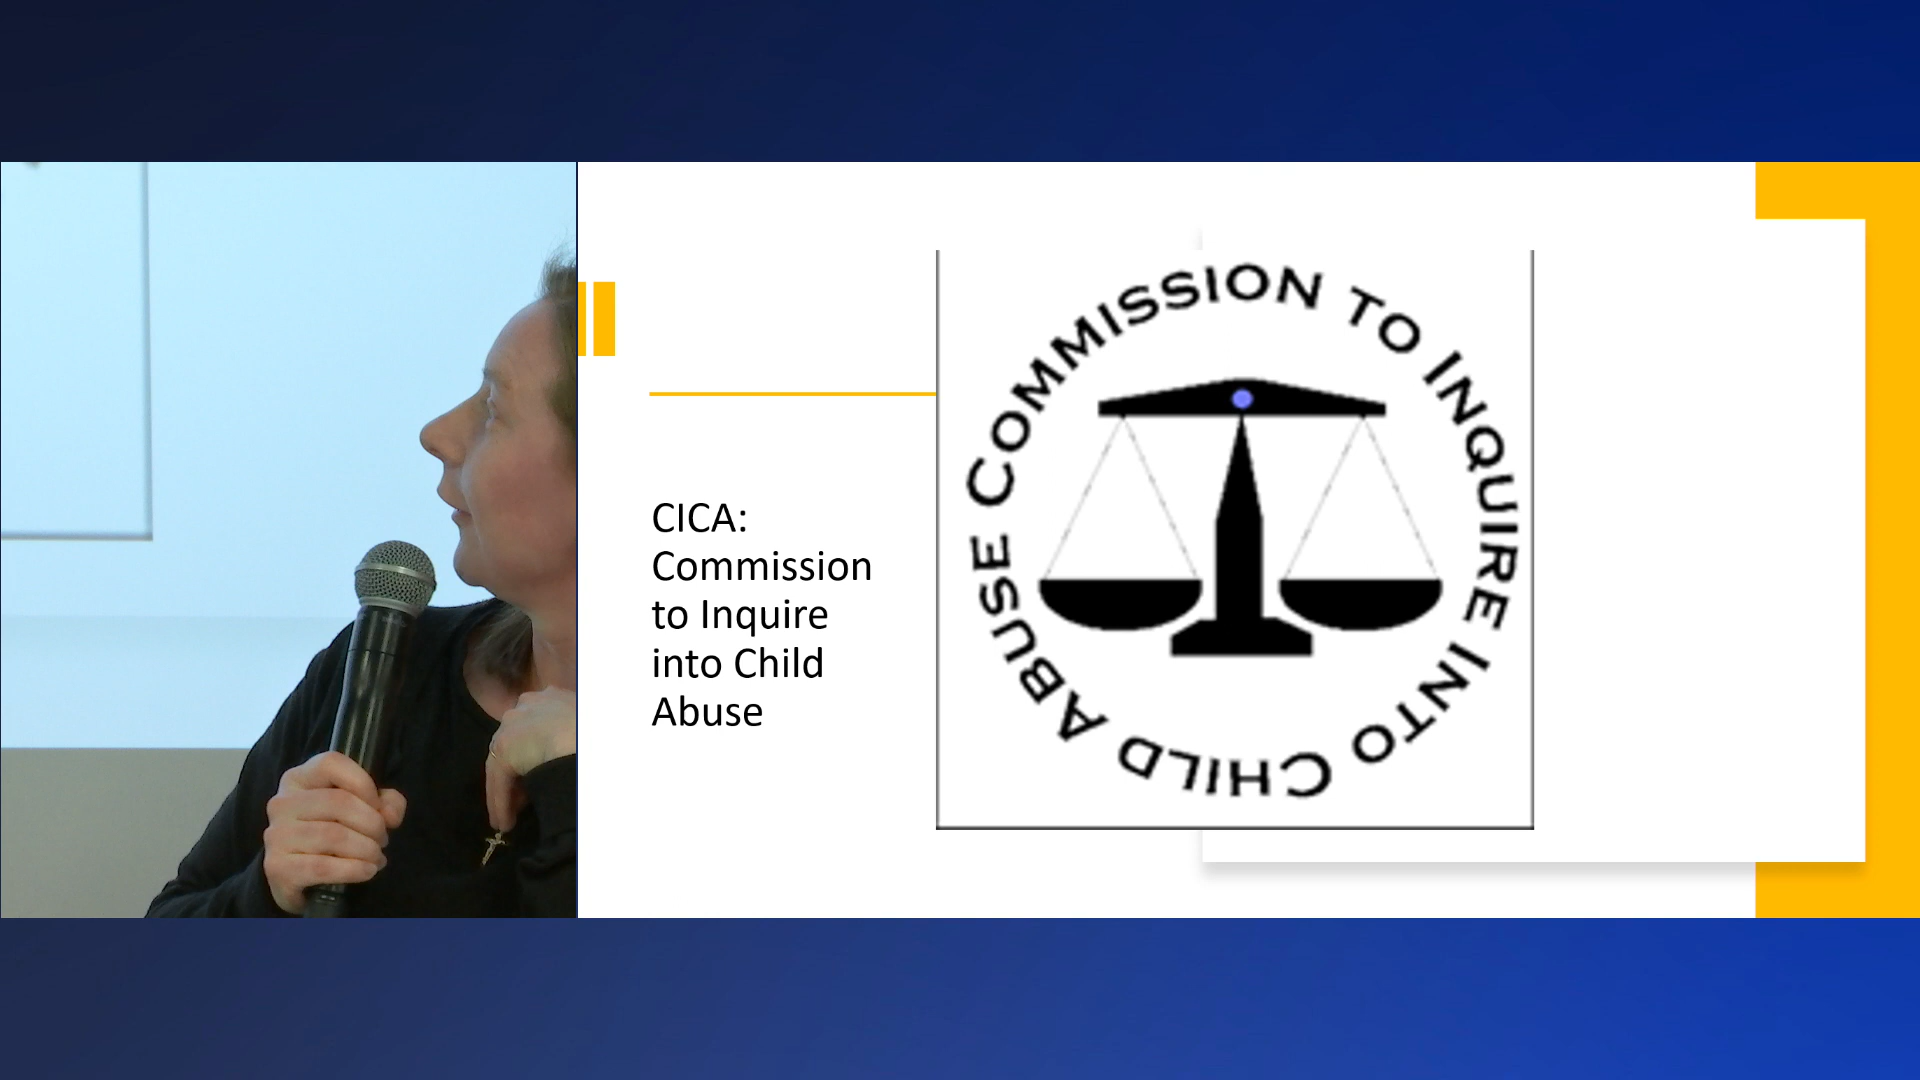 CICA:
Commission
to Inquire
into Child
Abuse
COMMISSION TO INQUIRE INTO CHILD ABUSE